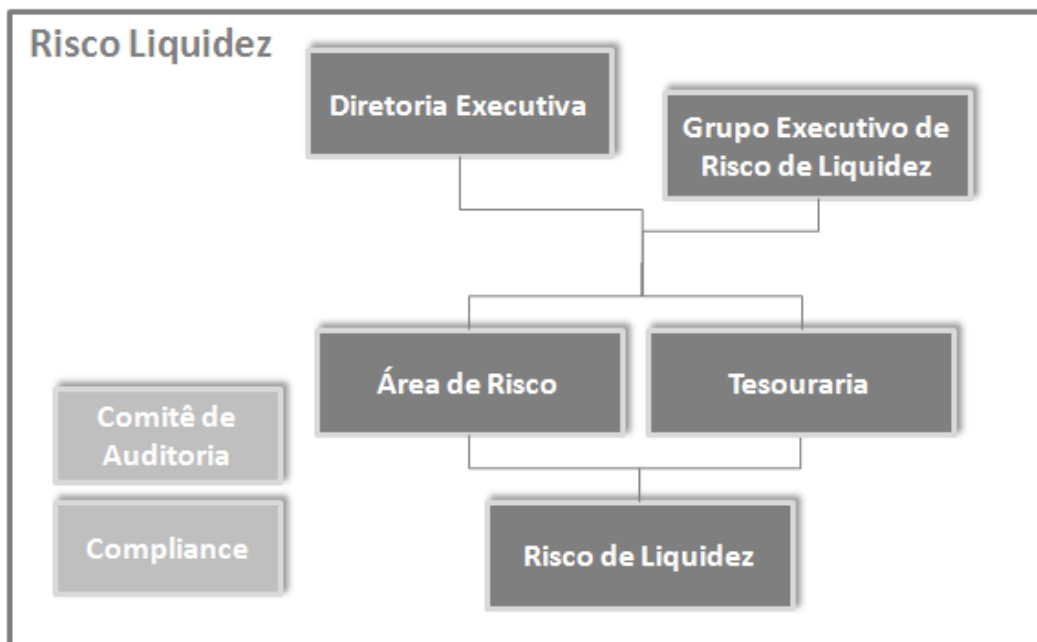 Risco Liquidez
Diretoria Executiva
Grupo Executivo de
Risco de Liquidez
Área de Risco
Tesouraria
Comitê de
Auditoria
Compliance
Risco de Liquidez